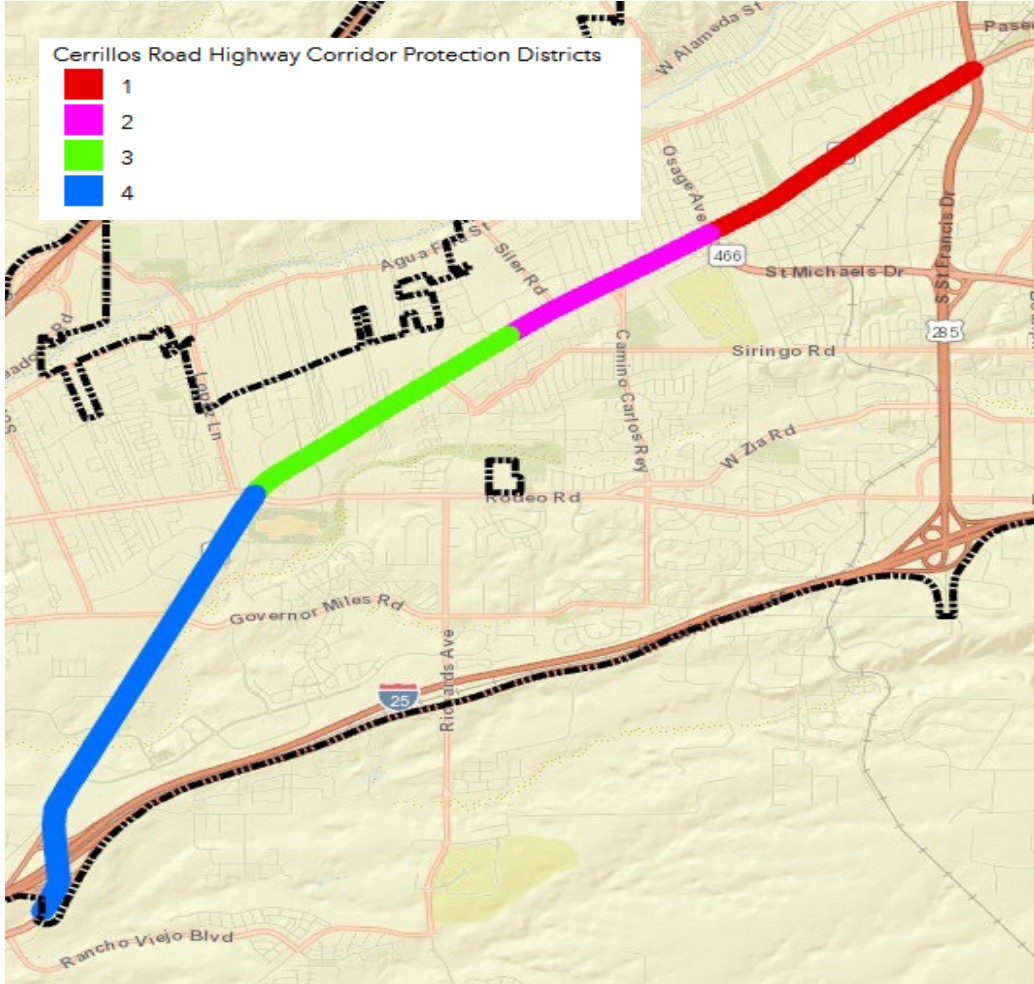 Cerrillos Road Highway Corridor Protection Districts
1
2
3
4
W Alameda St
Osage Ave
466
St Michaels Dr
S St Francis Dr
285
Agua Fria St
Siler Rd
Siringo Rd
Camino Carlos Rey
W Zia Rd
Lopez Ln
Rodeo Rd
Governor Miles Rd
Richards Ave
25
Rancho Viejo Blvd